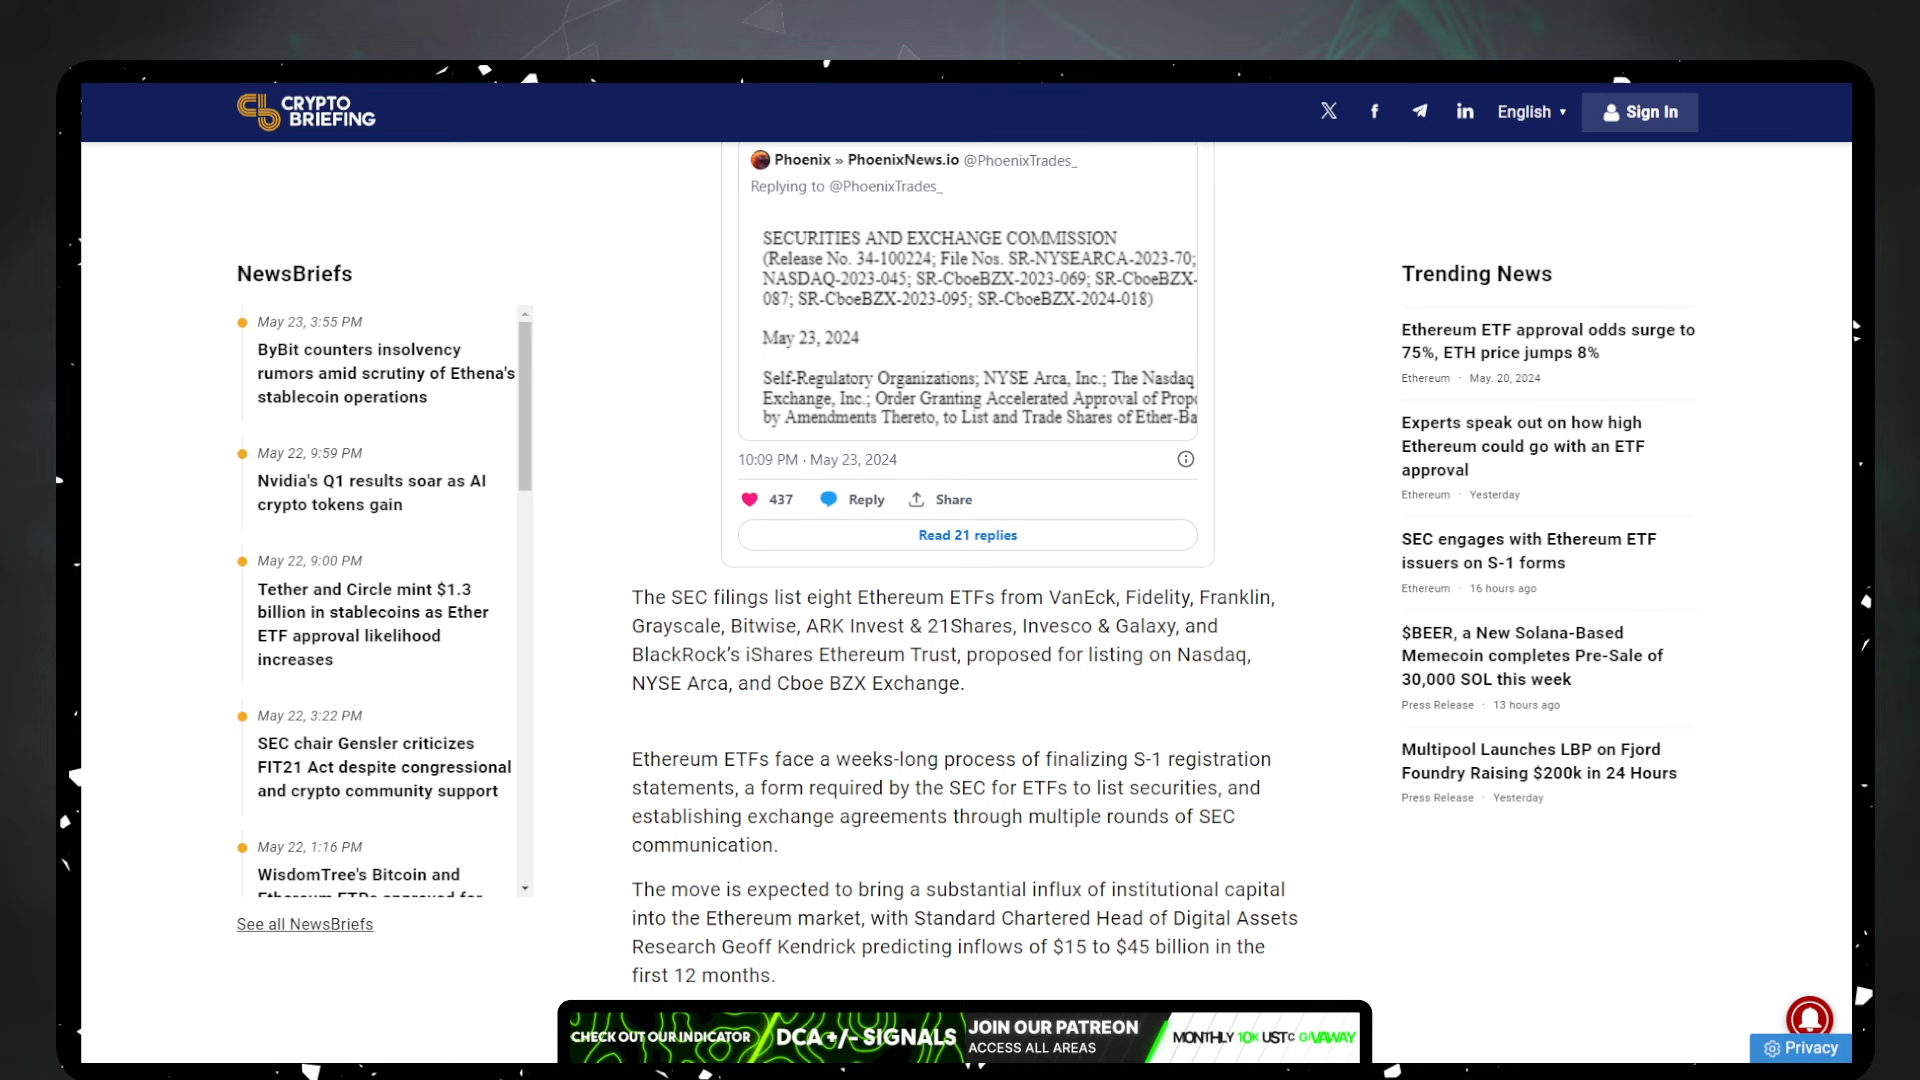 CRYPTO
BRIEFING
English
Sign In
Phoenix » PhoenixNews.io @PhoenixTrades_
Replying to @PhoenixTrades_
SECURITIES AND EXCHANGE COMMISSION
(Release No. 34-100224; File Nos. SR-NYSEARCA-2023-70;
NASDAQ-2023-045; SR-CboeBZX-2023-069; SR-CboeBZX-
087; SR-CboeBZX-2023-095; SR-CboeBZX-2024-018)
May 23, 2024
Self-Regulatory Organizations; NYSE Arca, Inc.; The Nasdaq
Exchange, Inc.; Order Granting Accelerated Approval of
by Amendments Thereto, to List and Trade Shares of
10:09 PM · May 23, 2024
437 Reply Share
Read 21 replies
The SEC filings list eight Ethereum ETFs from VanEck, Fidelity, Franklin,
Grayscale, Bitwise, ARK Invest & 21Shares, Invesco & Galaxy, and
BlackRock’s iShares Ethereum Trust, proposed for listing on Nasdaq,
NYSE Arca, and Cboe BZX Exchange.
Ethereum ETFs face a weeks-long process of finalizing S-1 registration
statements, a form required by the SEC for ETFs to list securities, and
establishing exchange agreements through multiple rounds of SEC
communication.
The move is expected to bring a substantial influx of institutional capital
into the Ethereum market, with Standard Chartered Head of Digital Assets
Research Geoff Kendrick predicting inflows of $15 to $45 billion in the
first 12 months.
NewsBriefs
May 23, 3:55 PM
ByBit counters insolvency
rumors amid scrutiny of Ethena's
stablecoin operations
May 22, 9:59 PM
Nvidia's Q1 results soar as AI
crypto tokens gain
May 22, 9:00 PM
Tether and Circle mint $1.3
billion in stablecoins as Ether
ETF approval likelihood
increases
May 22, 3:22 PM
SEC chair Gensler criticizes
FIT21 Act despite congressional
and crypto community support
May 22, 1:16 PM
WisdomTree's Bitcoin and
See all NewsBriefs
Trending News
Ethereum ETF approval odds surge to
75%, ETH price jumps 8%
Ethereum · May. 20, 2024
Experts speak out on how high
Ethereum could go with an ETF
approval
Ethereum · Yesterday
SEC engages with Ethereum ETF
issuers on S-1 forms
Ethereum · 16 hours ago
$BEER, a New Solana-Based
Memecoin completes Pre-Sale of
30,000 SOL this week
Press Release · 13 hours ago
Multipool Launches LBP on Fjord
Foundry Raising $200k in 24 Hours
Press Release · Yesterday
CHECK OUT OUR INDICATOR
DCA +/- SIGNALS
JOIN OUR PATREON
ACCESS ALL AREAS
MONTHLY 10K USTC
Privacy